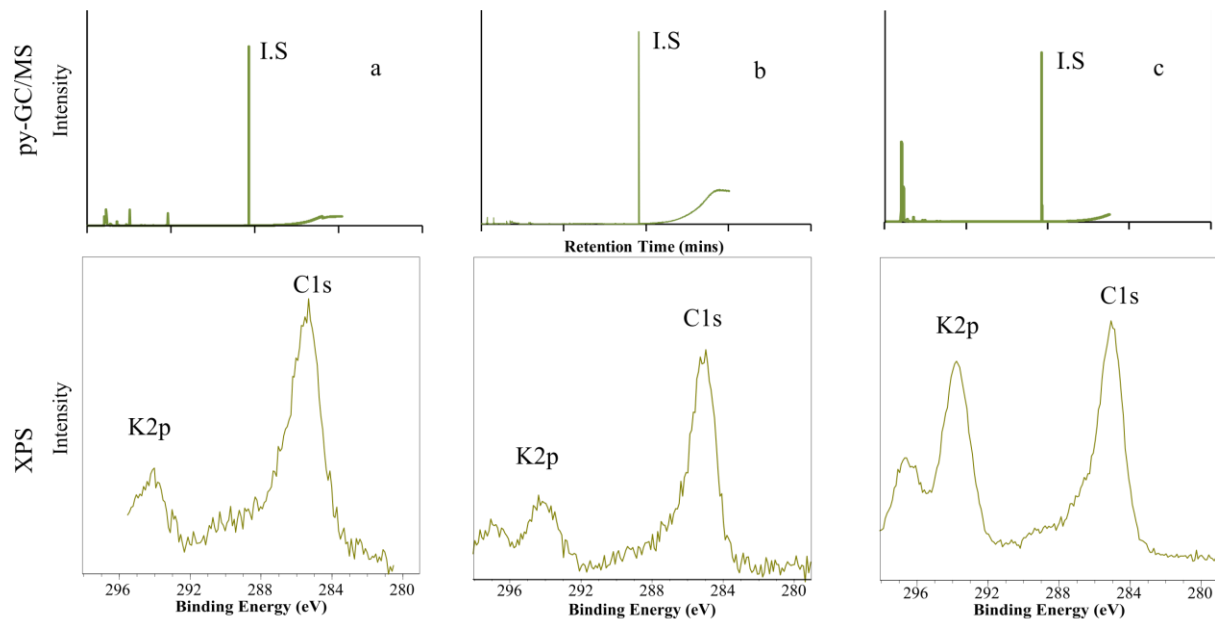 py-GC/MS
Intensity
I.S
a
I.S
b
I.S
c
Retention Time (mins)
XPS
Intensity
K2p
C1s
296 292 288 284 280
Binding Energy (eV)
K2p
C1s
296 292 288 284 280
Binding Energy (eV)
K2p
C1s
296 292 288 284 280
Binding Energy (eV)